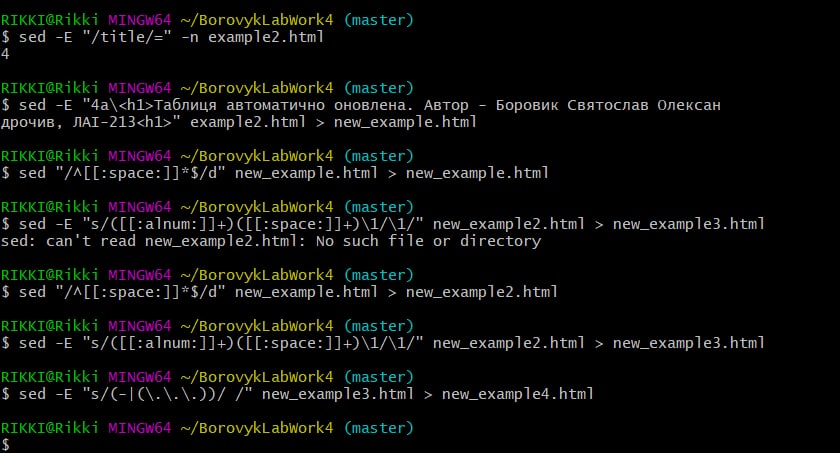 RIKKI@Rikki MINGW64 ~/BorovykLabWork4 (master)
$ sed -E "/title/=" -n example2.html
4
RIKKI@Rikki MINGW64 ~/BorovykLabWork4 (master)
$ sed -E "4a\<h1>Таблиця автоматично оновлена. Автор - Боровик Святослав Олексан
дрочив, ЛАІ-213<h1>" example2.html > new_example.html
RIKKI@Rikki MINGW64 ~/BorovykLabWork4 (master)
$ sed "/^[[:space:]]*$/d" new_example.html > new_example.html
RIKKI@Rikki MINGW64 ~/BorovykLabWork4 (master)
$ sed -E "s/([[:alnum:]]+)([[:space:]]+)\1/\1/" new_example2.html > new_example3.html
sed: can't read new_example2.html: No such file or directory
RIKKI@Rikki MINGW64 ~/BorovykLabWork4 (master)
$ sed "/^[[:space:]]*$/d" new_example.html > new_example2.html
RIKKI@Rikki MINGW64 ~/BorovykLabWork4 (master)
$ sed -E "s/([[:alnum:]]+)([[:space:]]+)\1/\1/" new_example2.html > new_example3.html
RIKKI@Rikki MINGW64 ~/BorovykLabWork4 (master)
$ sed -E "s/(-|(\.\.\.))/ /" new_example3.html > new_example4.html
RIKKI@Rikki MINGW64 ~/BorovykLabWork4 (master)
$